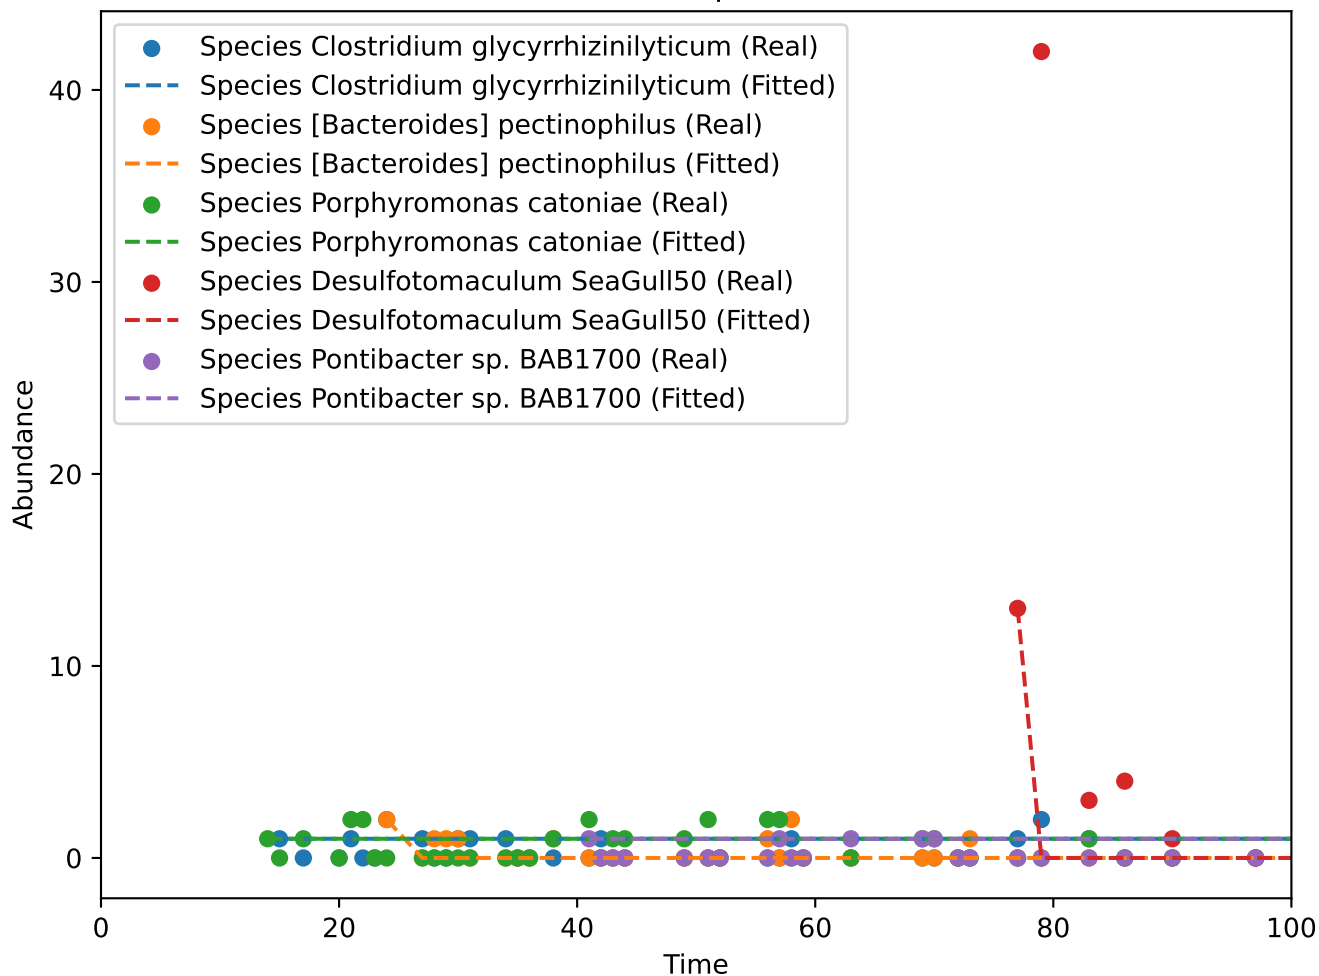 40
30
20
10
0
Abundance
Species Clostridium glycyrrhizinilyticum (Real)
Species Clostridium glycyrrhizinilyticum (Fitted)
Species [Bacteroides] pectinophilus (Real)
Species [Bacteroides] pectinophilus (Fitted)
Species Porphyromonas catoniae (Real)
Species Porphyromonas catoniae (Fitted)
Species Desulfotomaculum SeaGull50 (Real)
Species Desulfotomaculum SeaGull50 (Fitted)
Species Pontibacter sp. BAB1700 (Real)
Species Pontibacter sp. BAB1700 (Fitted)
0 20 40 60 80 100
Time